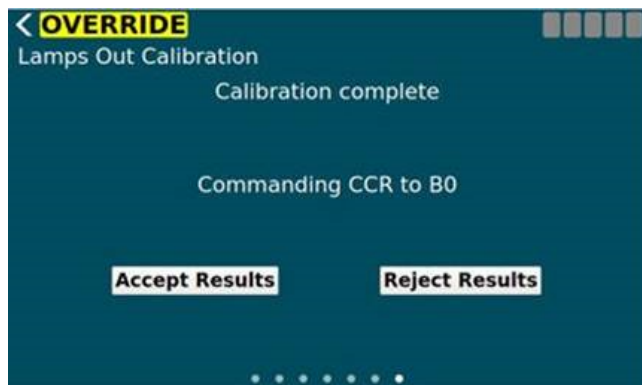 OVERRIDE
Lamps Out Calibration
Calibration complete
Commanding CCR to B0
Accept Results
Reject Results